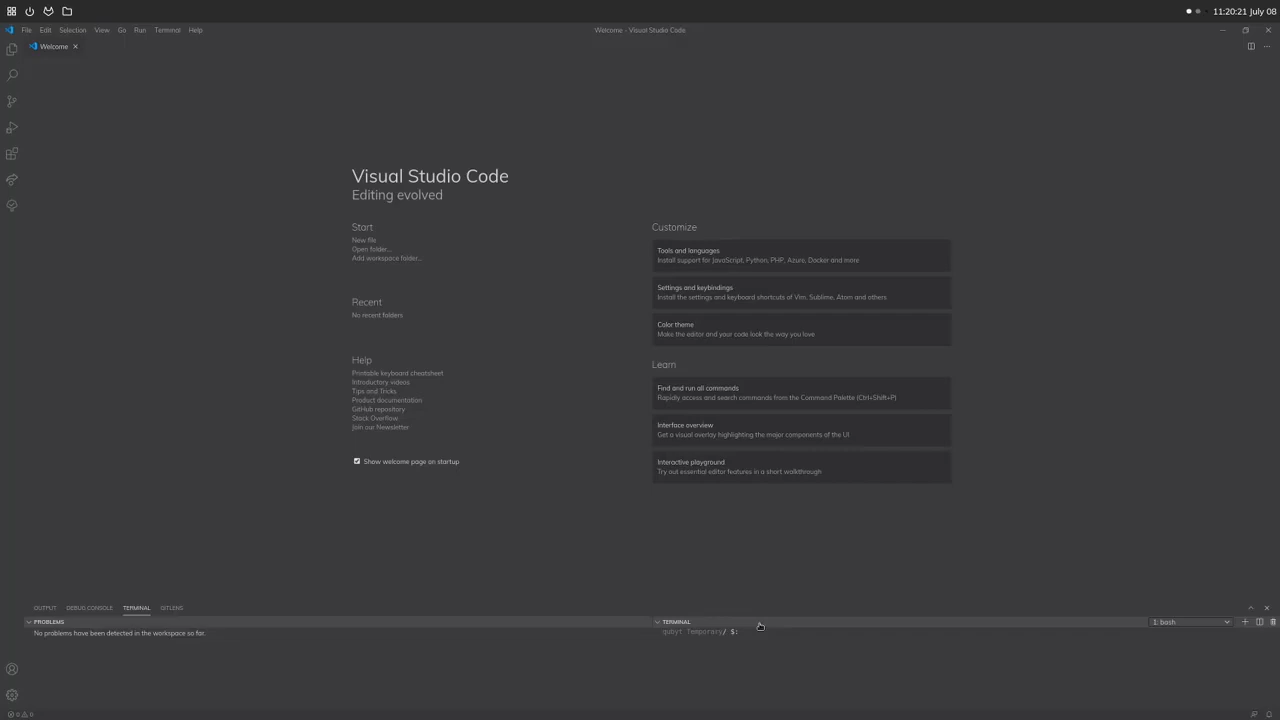 11:20:21 July 08
File Edit Selection View Go Run Terminal Help
Welcome - Visual Studio Code
Welcome
Visual Studio Code
Editing evolved
Start
New file
Open folder...
Add workspace folder...
Recent
No recent folders
Help
Printable keyboard cheatsheet
Introductory videos
Tips and Tricks
Product documentation
GitHub repository
Stack Overflow
Join our Newsletter
Show welcome page on startup
Customize
Tools and languages
Install support for JavaScript, Python, PHP, Azure, Docker and more
Settings and keybindings
Install the settings and keyboard shortcuts of Vim, Sublime, Atom and others
Color theme
Make the editor and your code look the way you love
Learn
Find and run all commands
Rapidly access and search commands from the Command Palette (Ctrl+Shift+P)
Interface overview
Get a visual overlay highlighting the major components of the UI
Interactive playground
Try out essential editor features in a short walkthrough
OUTPUT DEBUG CONSOLE TERMINAL GITLENS
PROBLEMS
No problems have been detected in the workspace so far.
TERMINAL
1: bash
qubyt Temporary/ $:
0 0